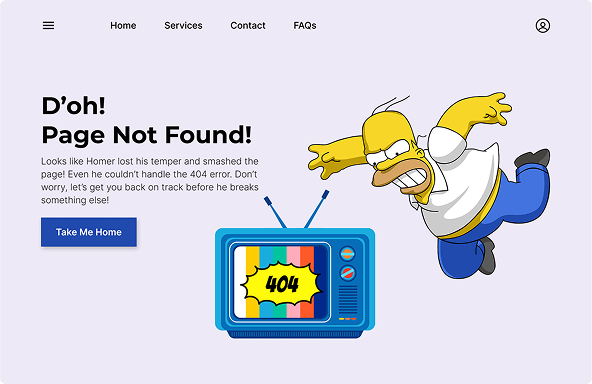 Home Services Contact FAQs
D’oh!
Page Not Found!
Looks like Homer lost his temper and smashed the
page! Even he couldn’t handle the 404 error. Don’t
worry, let’s get you back on track before he breaks
something else!
Take Me Home
404